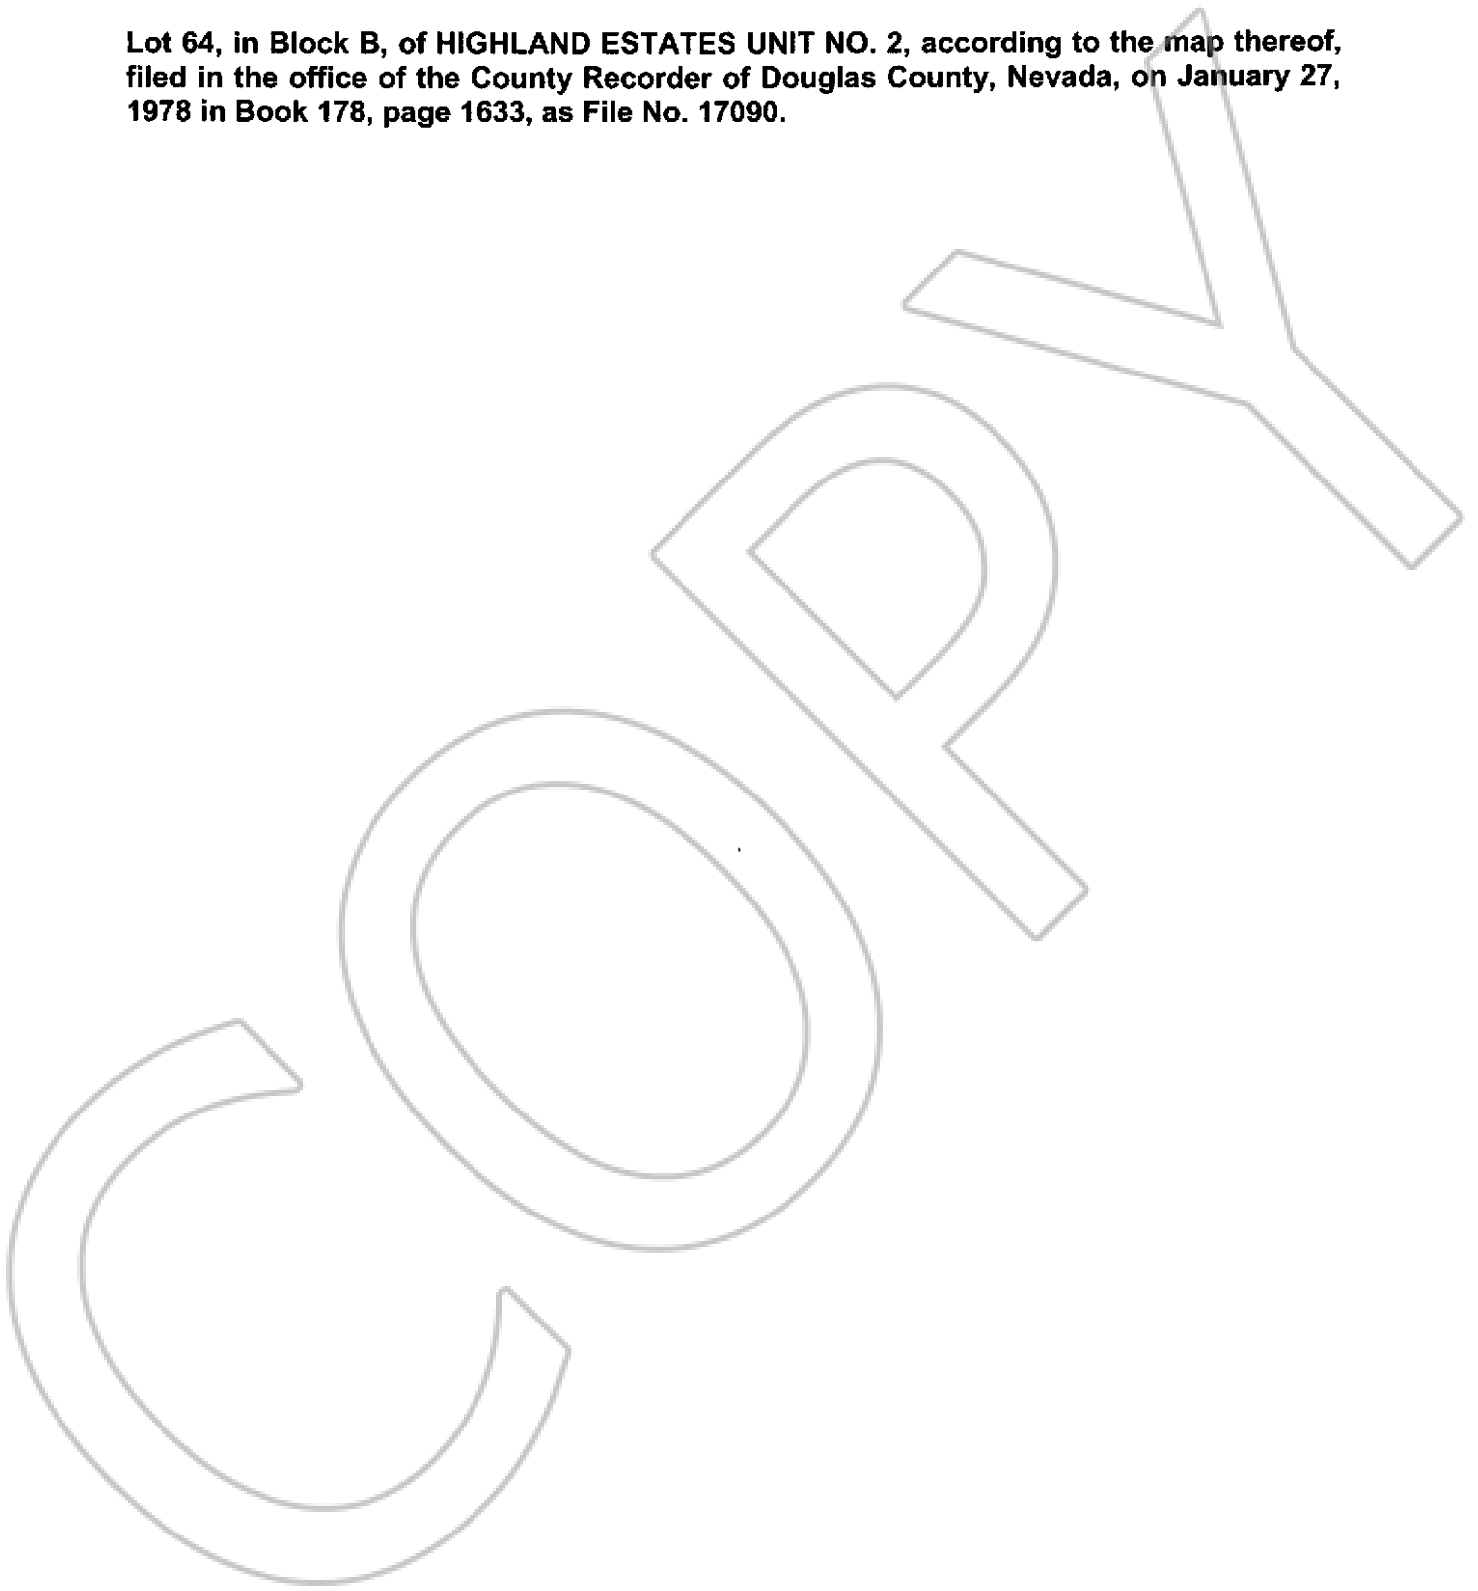 Lot 64, in Block B, of HIGHLAND ESTATES UNIT NO. 2, according to the map thereof,
filed in the office of the County Recorder of Douglas County, Nevada, on January 27,
1978 in Book 178, page 1633, as File No. 17090.
COPY